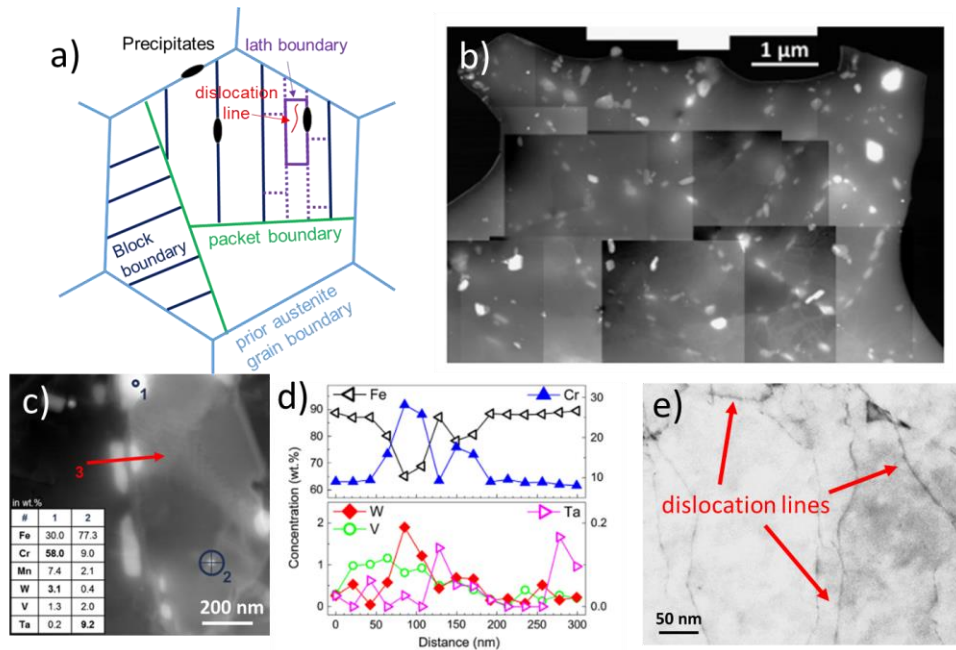 a)
Precipitates
lath boundary
dislocation
line
packet boundary
Block
boundary
prior austenite
grain boundary
b)
1 µm
c)
1
3
2
in wt.%
# 1 2
Fe 30.0 77.3
Cr 58.0 9.0
Mn 7.4 2.1
W 3.1 0.4
V 1.3 2.0
Ta 0.2 9.2
200 nm
d)
Fe Cr
90
80
70
60
30
20
10
Concentration (wt.%)
W Ta
V
2
1
0
0.2
0.0
0 50 100 150 200 250 300
Distance (nm)
e)
dislocation lines
50 nm